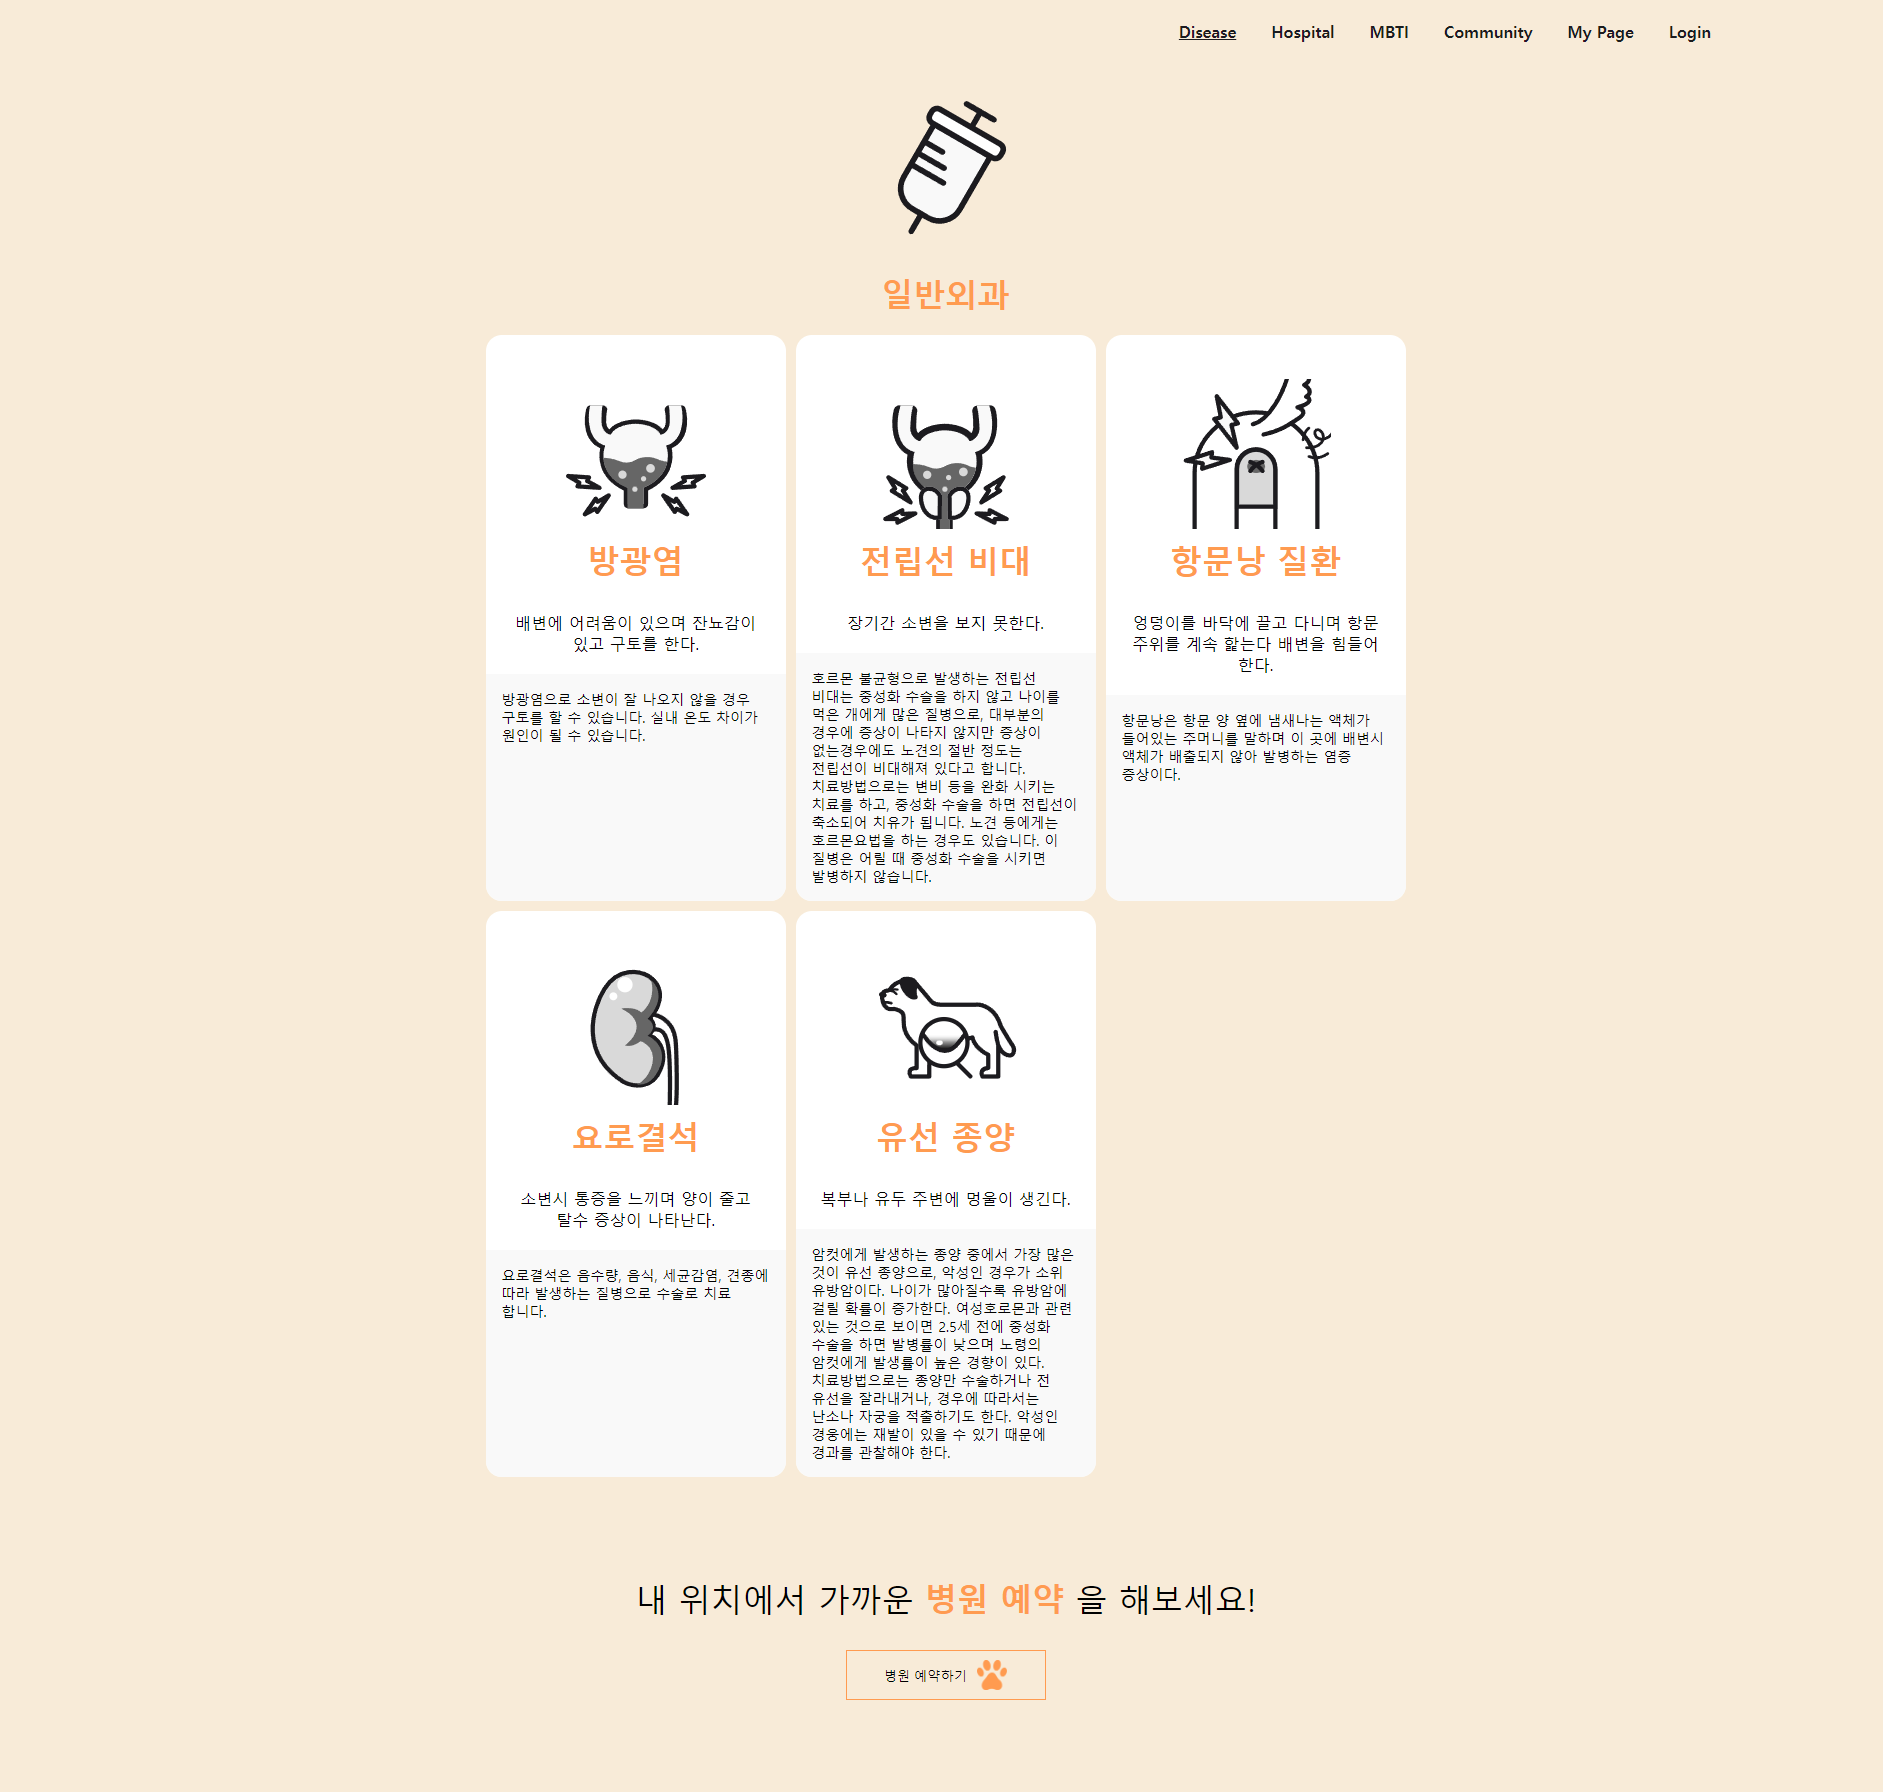 Disease Hospital MBTI Community My Page Login
일반외과
방광염
배변에 어려움이 있으며 잔뇨감이
있고 구토를 한다.
방광염으로 소변이 잘 나오지 않을 경우
구토를 할 수 있습니다. 실내 온도 차이가
원인이 될 수 있습니다.
전립선 비대
장기간 소변을 보지 못한다.
호르몬 불균형으로 발생하는 전립선
비대는 중성화 수술을 하지 않고 나이를
먹은 개에게 많은 질병으로, 대부분의
경우에 증상이 나타지 않지만 증상이
없는경우에도 노견의 절반 정도는
전립선이 비대해져 있다고 합니다.
치료방법으로는 변비 등을 완화 시키는
치료를 하고, 중성화 수술을 하면 전립선이
축소되어 치유가 됩니다. 노견 등에게는
호르몬요법을 하는 경우도 있습니다. 이
질병은 어릴 때 중성화 수술을 시키면
발병하지 않습니다.
항문낭 질환
엉덩이를 바닥에 끌고 다니며 항문
주위를 계속 핥는다 배변을 힘들어
한다.
항문낭은 항문 양 옆에 냄새나는 액체가
들어있는 주머니를 말하며 이 곳에 배변시
액체가 배출되지 않아 발병하는 염증
증상이다.
요로결석
소변시 통증을 느끼며 양이 줄고
탈수 증상이 나타난다.
요로결석은 음수량, 음식, 세균감염, 견종에
따라 발생하는 질병으로 수술로 치료
합니다.
유선 종양
복부나 유두 주변에 멍울이 생긴다.
암컷에게 발생하는 종양 중에서 가장 많은
것이 유선 종양으로, 악성인 경우가 소위
유방암이다. 나이가 많아질수록 유방암에
걸릴 확률이 증가한다. 여성호로몬과 관련
있는 것으로 보이면 2.5세 전에 중성화
수술을 하면 발병률이 낮으며 노령의
암컷에게 발생률이 높은 경향이 있다.
치료방법으로는 종양만 수술하거나 전
유선을 잘라내거나, 경우에 따라서는
난소나 자궁을 적출하기도 한다. 악성인
경웅에는 재발이 있을 수 있기 때문에
경과를 관찰해야 한다.
내 위치에서 가까운 병원 예약 을 해보세요!
병원 예약하기